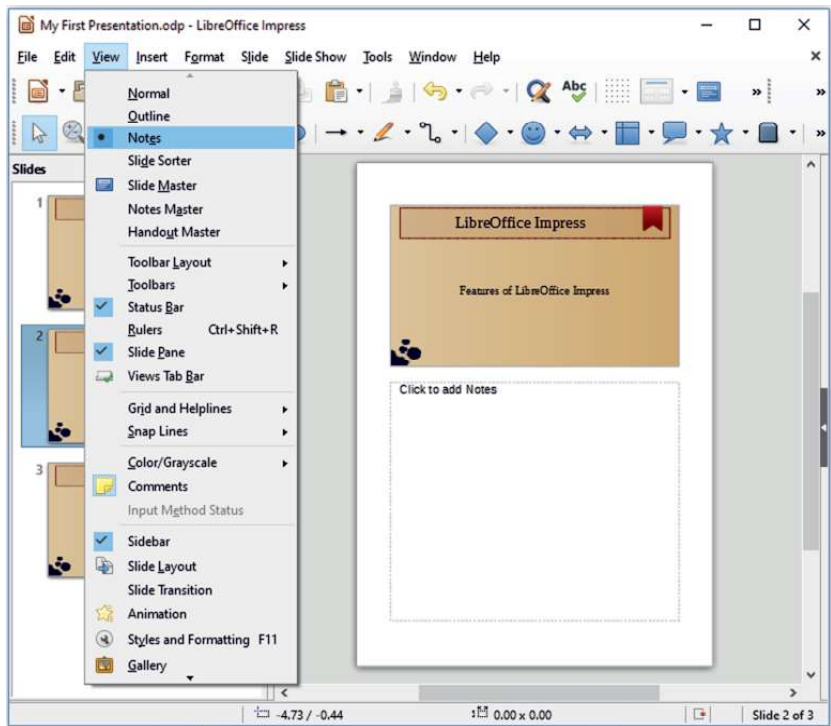 My First Presentation.odp - LibreOffice Impress
File Edit View Insert Format Slide Slide Show Tools Window Help
Abc
Normal
Outline
Notes
Slide Sorter
Slide Master
Notes Master
Handout Master
Toolbar Layout
Toolbars
Status Bar
Rulers Ctrl+Shift+R
Slide Pane
Views Tab Bar
Grid and Helplines
Snap Lines
Color/Grayscale
Comments
Input Method Status
Sidebar
Slide Layout
Slide Transition
Animation
Styles and Formatting F11
Gallery
Slides
1
2
3
LibreOffice Impress
Features of LibreOffice Impress
Click to add Notes
-4.73 / -0.44 0.00 x 0.00 Slide 2 of 3